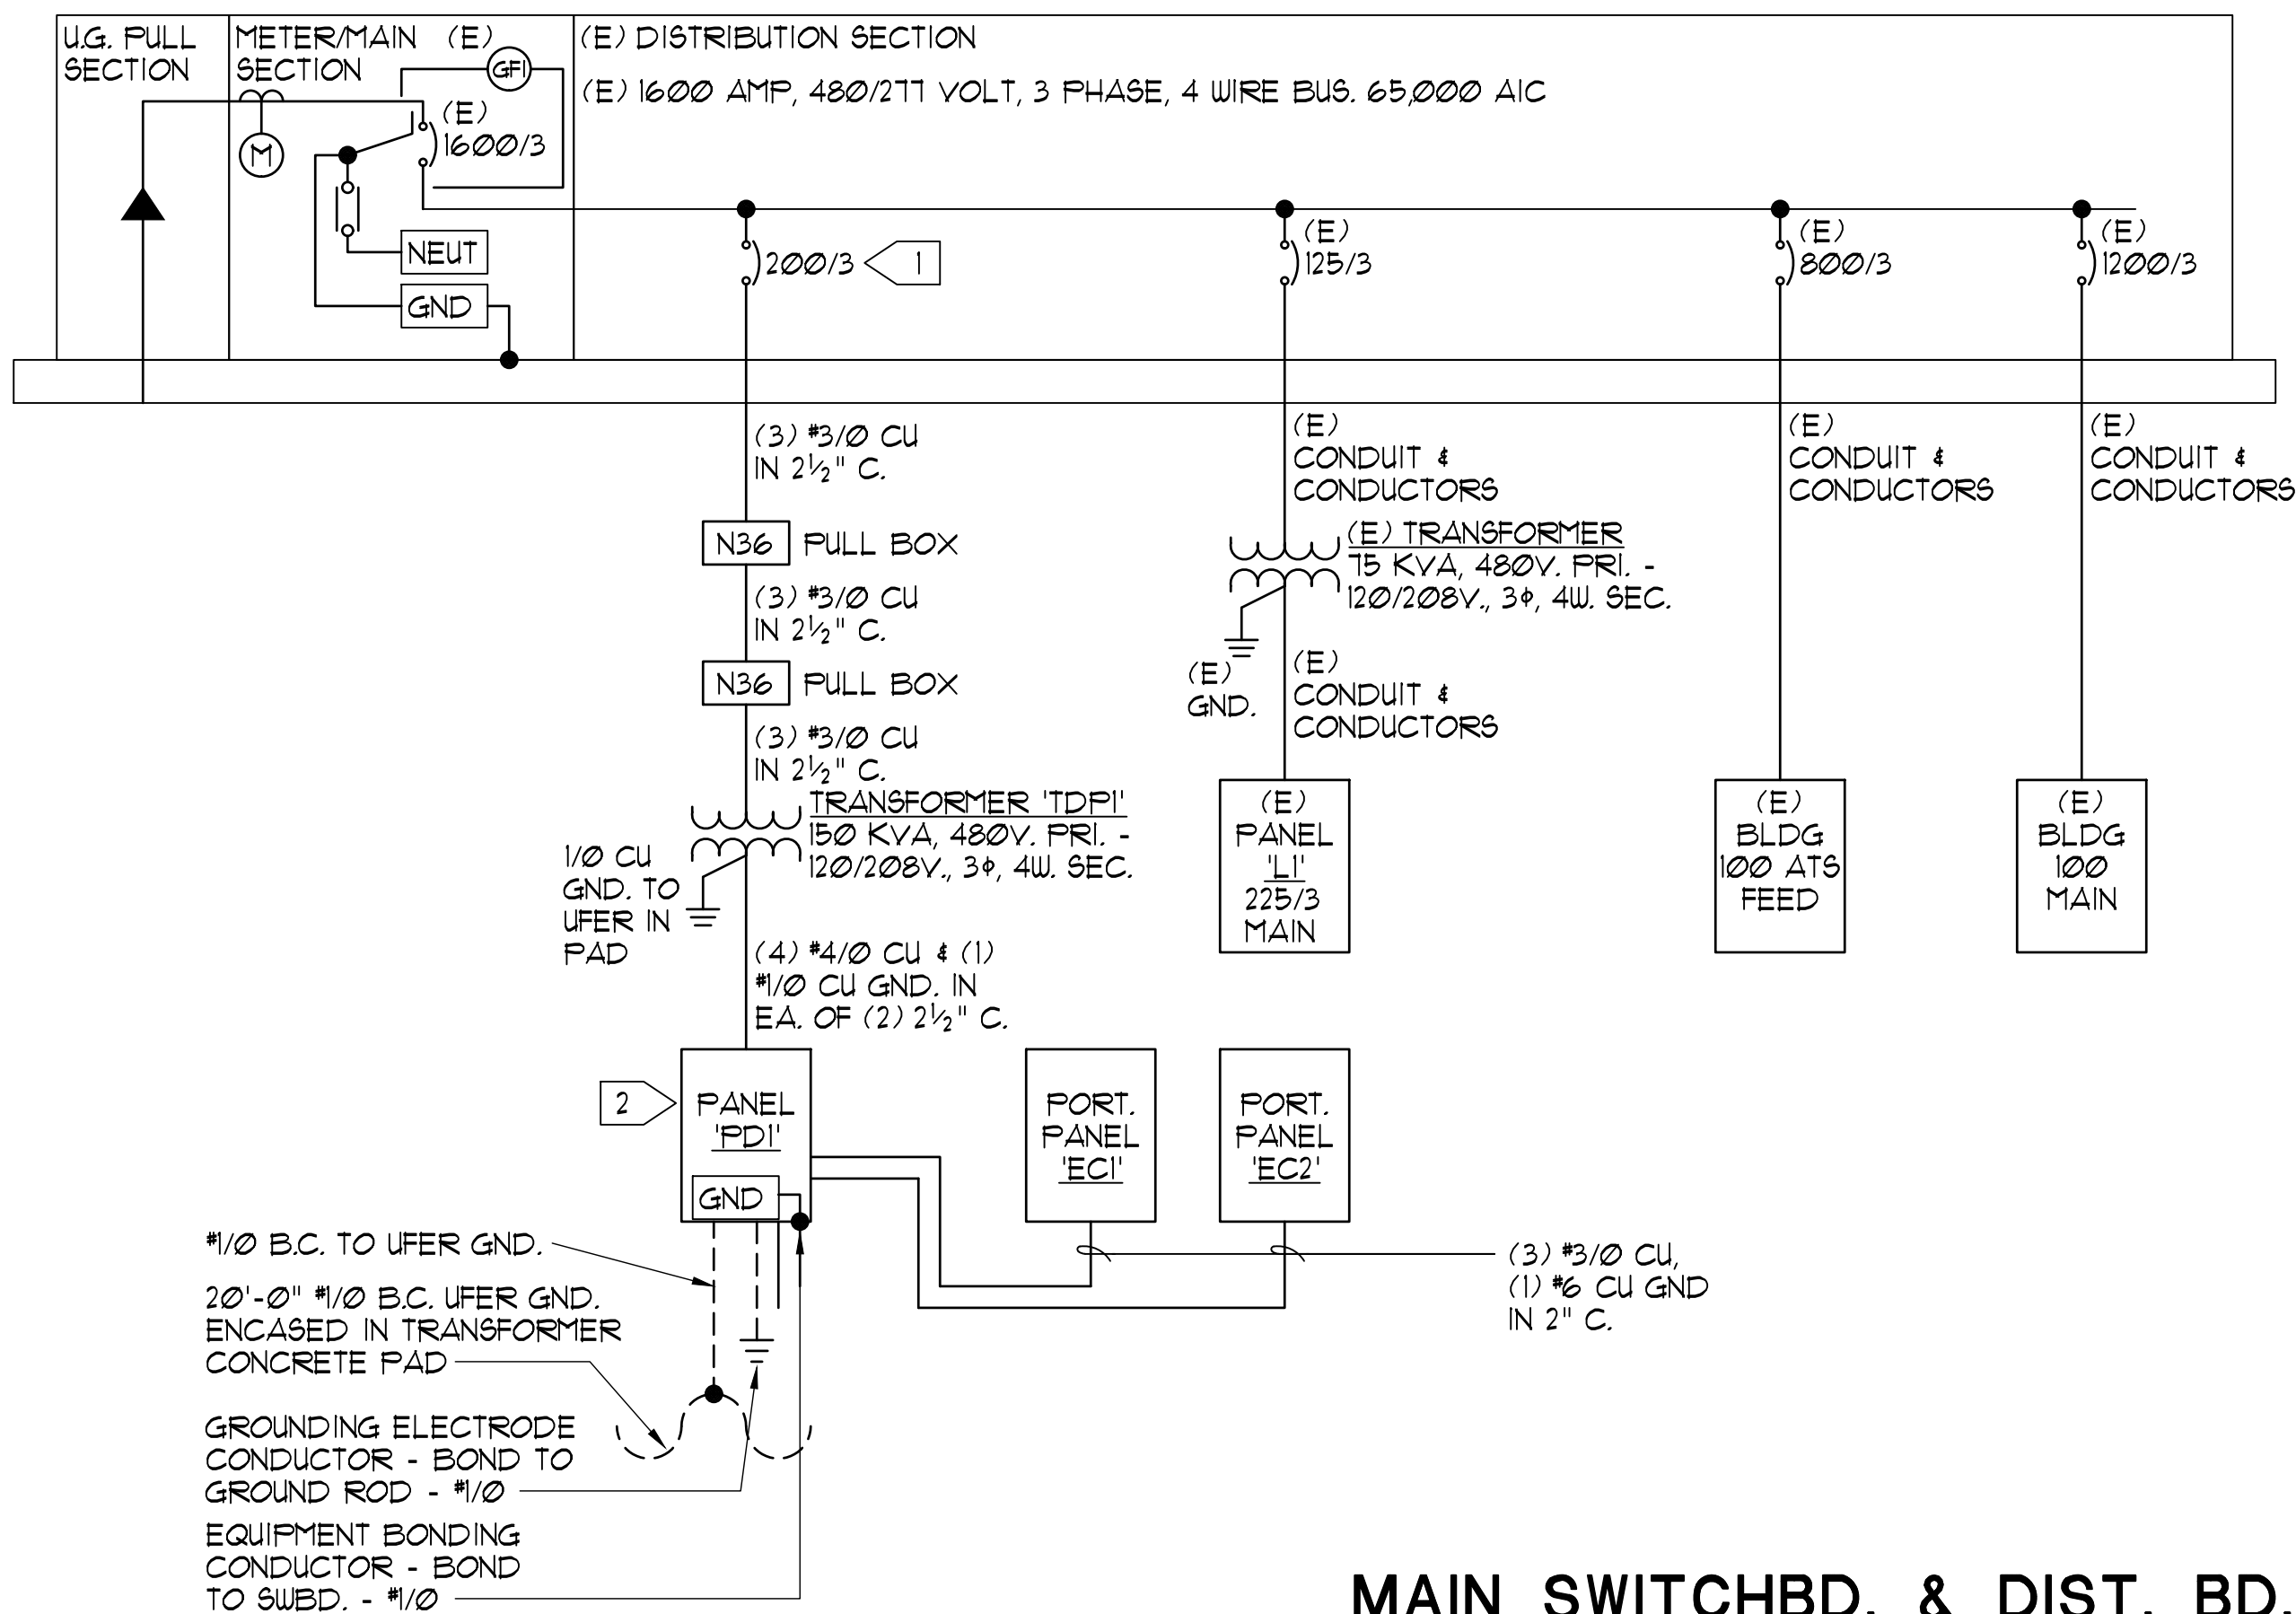 U.G. PULL
SECTION
METER/MAIN (E)
SECTION
GFI
(E)
1600/3
M
NEUT
GND
(E) DISTRIBUTION SECTION
(E) 1600 AMP, 480/277 VOLT, 3 PHASE, 4 WIRE BUS. 65,000 AIC
200/3
1
(E)
125/3
(E)
800/3
(E)
1200/3
(3) #3/0 CU
IN 2½" C.
N36 PULL BOX
(3) #3/0 CU
IN 2½" C.
N36 PULL BOX
(3) #3/0 CU
IN 2½" C.
TRANSFORMER 'TDP1'
150 KVA, 480V. PRI. -
120/208V., 3ϕ, 4W. SEC.
1/0 CU
GND. TO
UFER IN
PAD
(4) #4/0 CU & (1)
#1/0 CU GND. IN
EA. OF (2) 2½" C.
(E)
CONDUIT &
CONDUCTORS
(E) TRANSFORMER
75 KVA, 480V. PRI. -
120/208V., 3ϕ, 4W. SEC.
(E)
GND.
(E)
CONDUIT &
CONDUCTORS
(E)
PANEL
'L1'
225/3
MAIN
(E)
CONDUIT &
CONDUCTORS
(E)
BLDG
100 ATS
FEED
(E)
CONDUIT &
CONDUCTORS
(E)
BLDG
100
MAIN
2
PANEL
'PD1'
GND
PORT.
PANEL
'EC1'
PORT.
PANEL
'EC2'
(3) #3/0 CU,
(1) #6 CU GND
IN 2" C.
#1/0 B.C. TO UFER GND.
20'-0" #1/0 B.C. UFER GND.
ENCASED IN TRANSFORMER
CONCRETE PAD
GROUNDING ELECTRODE
CONDUCTOR - BOND TO
GROUND ROD - #1/0
EQUIPMENT BONDING
CONDUCTOR - BOND
TO SWBD. - #1/0
MAIN SWITCHBD. & DIST. BD